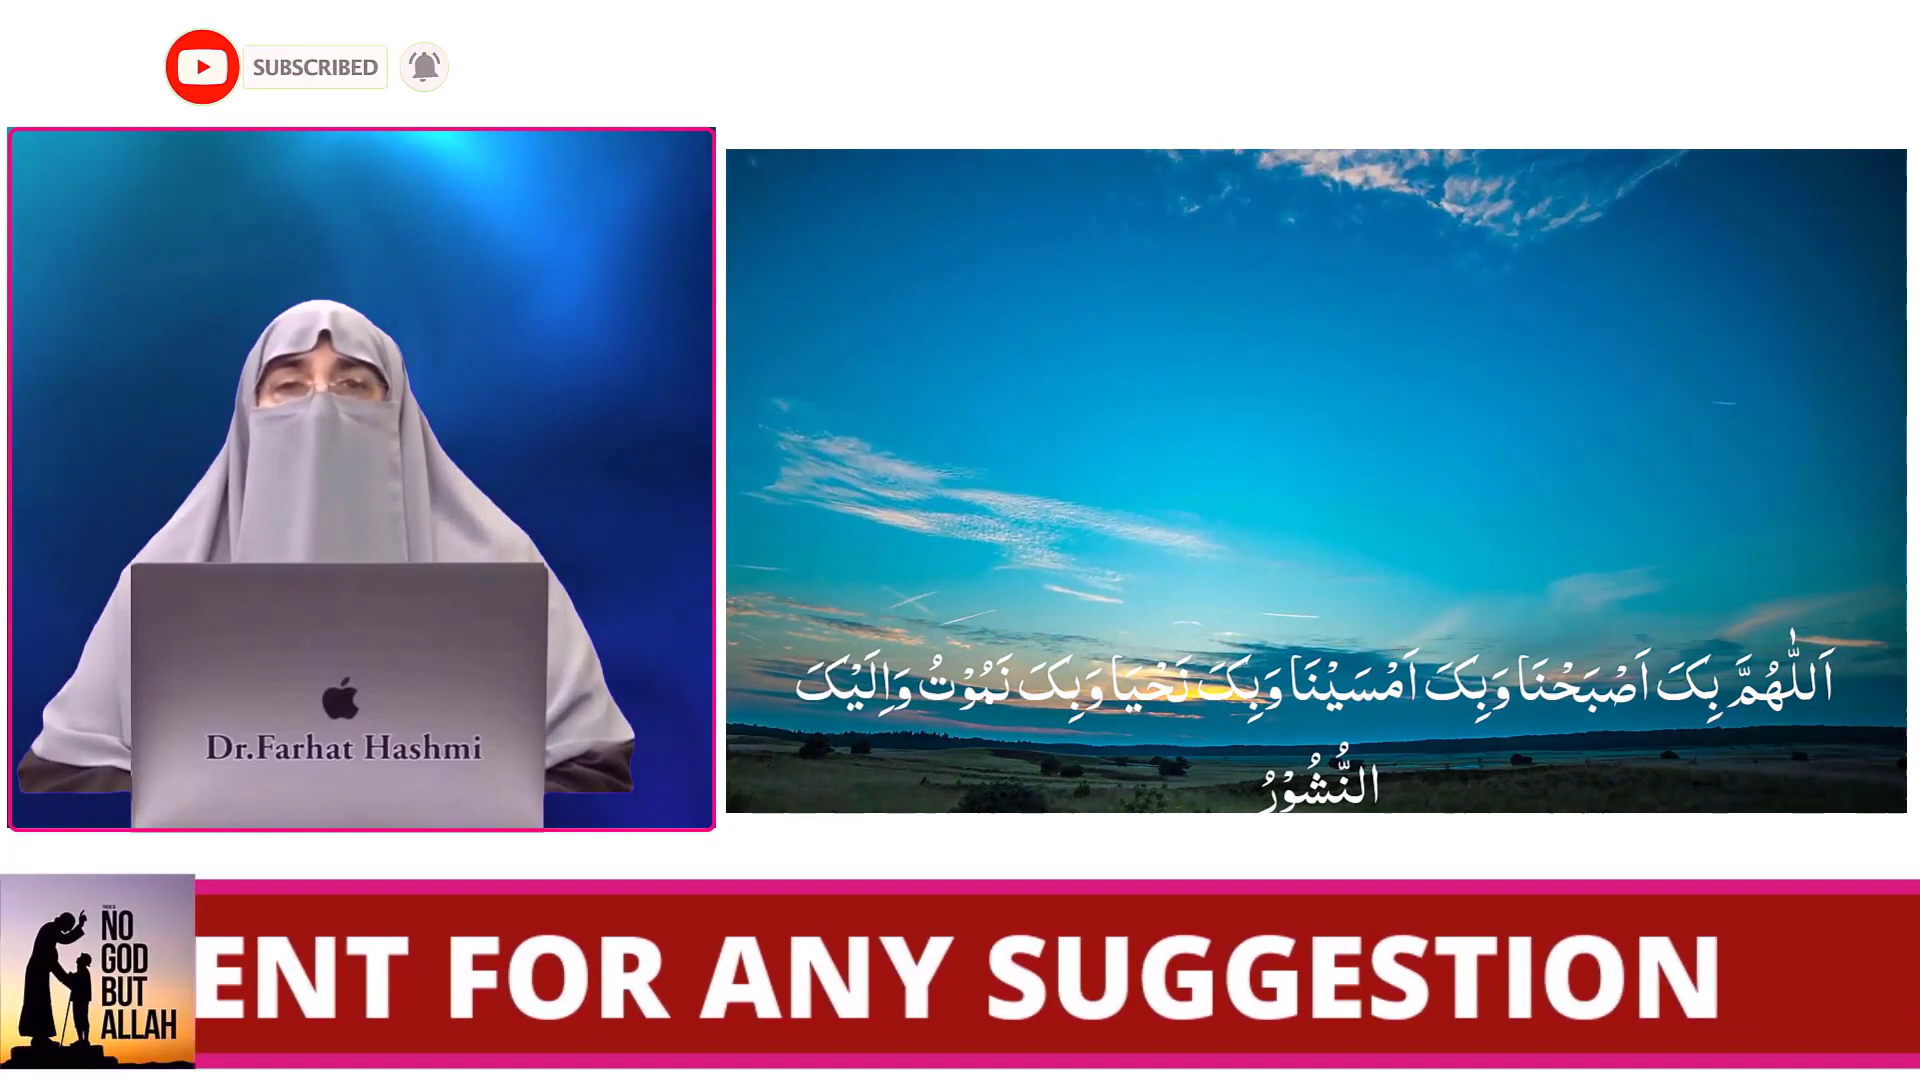 SUBSCRIBED
Dr.Farhat Hashmi
اَللّٰهُمَّ بِکَ اَصْبَحْنَا وَبِکَ اَمْسَیْنَا وَبِکَ نَحْیَا وَبِکَ نَمُوْتُ وَاِلَیْکَ
النُّشُوْرُ
NO
GOD
BUT
ALLAH
ENT FOR ANY SUGGESTION